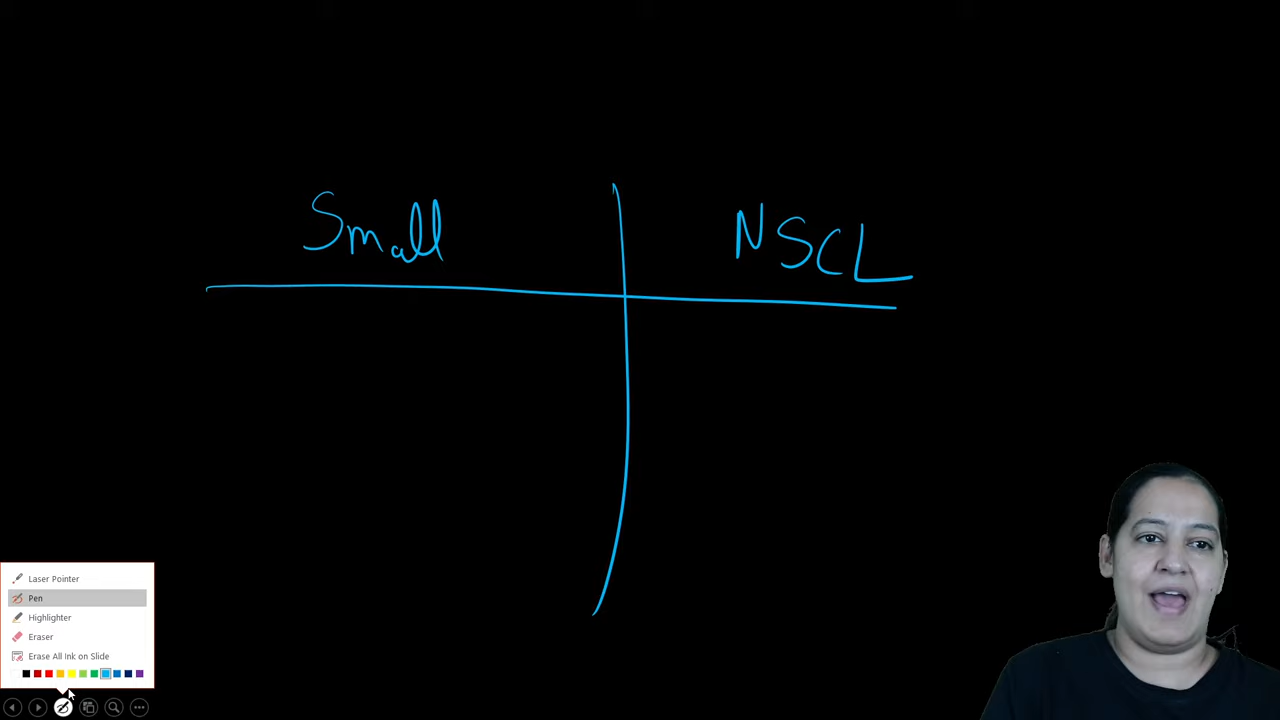 Small NSCL
Laser Pointer
Pen
Highlighter
Eraser
Erase All Ink on Slide